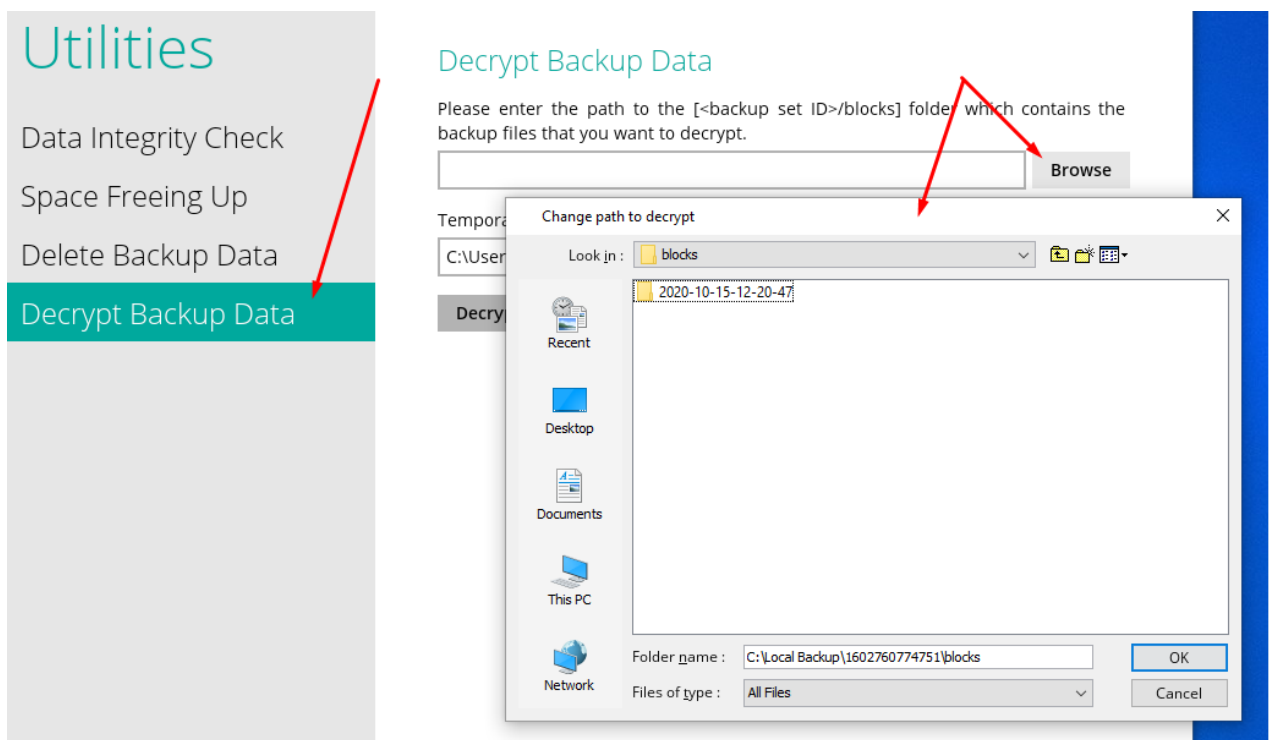 Utilities
Data Integrity Check
Space Freeing Up
Delete Backup Data
Decrypt Backup Data
Decrypt Backup Data
Please enter the path to the [<backup set ID>/blocks] folder which contains the
backup files that you want to decrypt.
Browse
C:\User
Change path to decrypt
Look in :
blocks
2020-10-15-12-20-47
Recent
Desktop
Documents
This PC
Network
Folder name :
C:\Local Backup\1602760774751\blocks
OK
Files of type :
All Files
Cancel